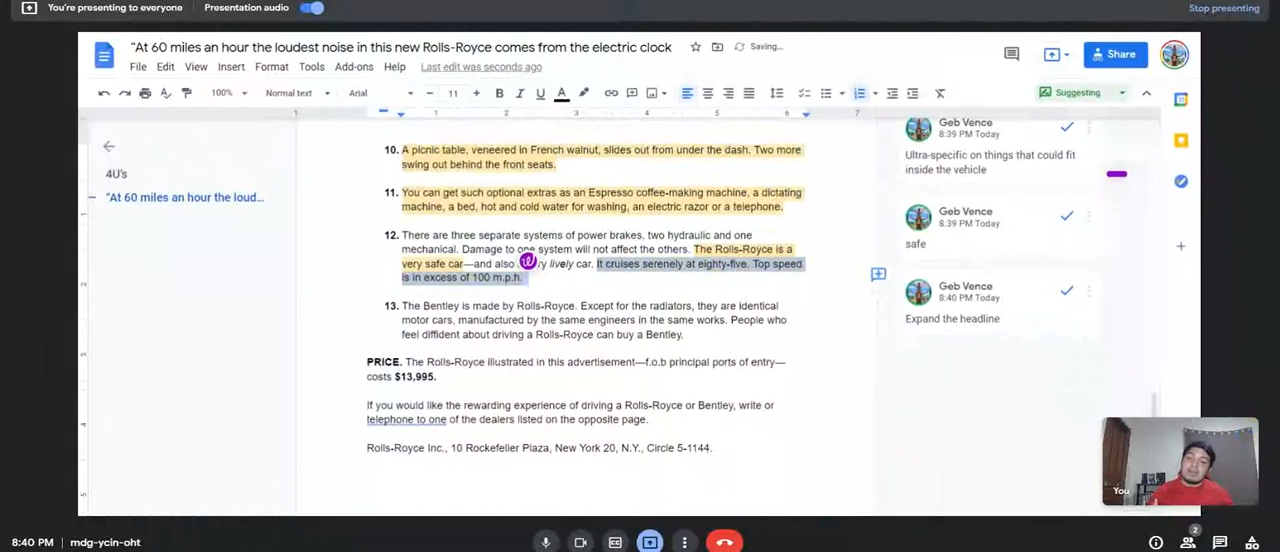 You're presenting to everyone
Presentation audio
Stop presenting
"At 60 miles an hour the loudest noise in this new Rolls-Royce comes from the electric clock
Saving...
Share
File Edit View Insert Format Tools Add-ons Help Last edit was seconds ago
100% Normal text Arial 11 B I U A Suggesting
1 1 2 3 4 5 6 7
4U's
"At 60 miles an hour the loud...
10. A picnic table, veneered in French walnut, slides out from under the dash. Two more
swing out behind the front seats.
11. You can get such optional extras as an Espresso coffee-making machine, a dictating
machine, a bed, hot and cold water for washing, an electric razor or a telephone.
12. There are three separate systems of power brakes, two hydraulic and one
mechanical. Damage to one system will not affect the others. The Rolls-Royce is a
very safe car—and also lively car. It cruises serenely at eighty-five. Top speed
is in excess of 100 m.p.h.
13. The Bentley is made by Rolls-Royce. Except for the radiators, they are identical
motor cars, manufactured by the same engineers in the same works. People who
feel diffident about driving a Rolls-Royce can buy a Bentley.
PRICE. The Rolls-Royce illustrated in this advertisement—f.o.b principal ports of entry—
costs $13,995.
If you would like the rewarding experience of driving a Rolls-Royce or Bentley, write or
telephone to one of the dealers listed on the opposite page.
Rolls-Royce Inc., 10 Rockefeller Plaza, New York 20, N.Y., Circle 5-1144.
Geb Vence
8:39 PM Today
Ultra-specific on things that could fit
inside the vehicle
Geb Vence
8:39 PM Today
safe
Geb Vence
8:40 PM Today
Expand the headline
You
8:40 PM mdg-ycin-oht
2